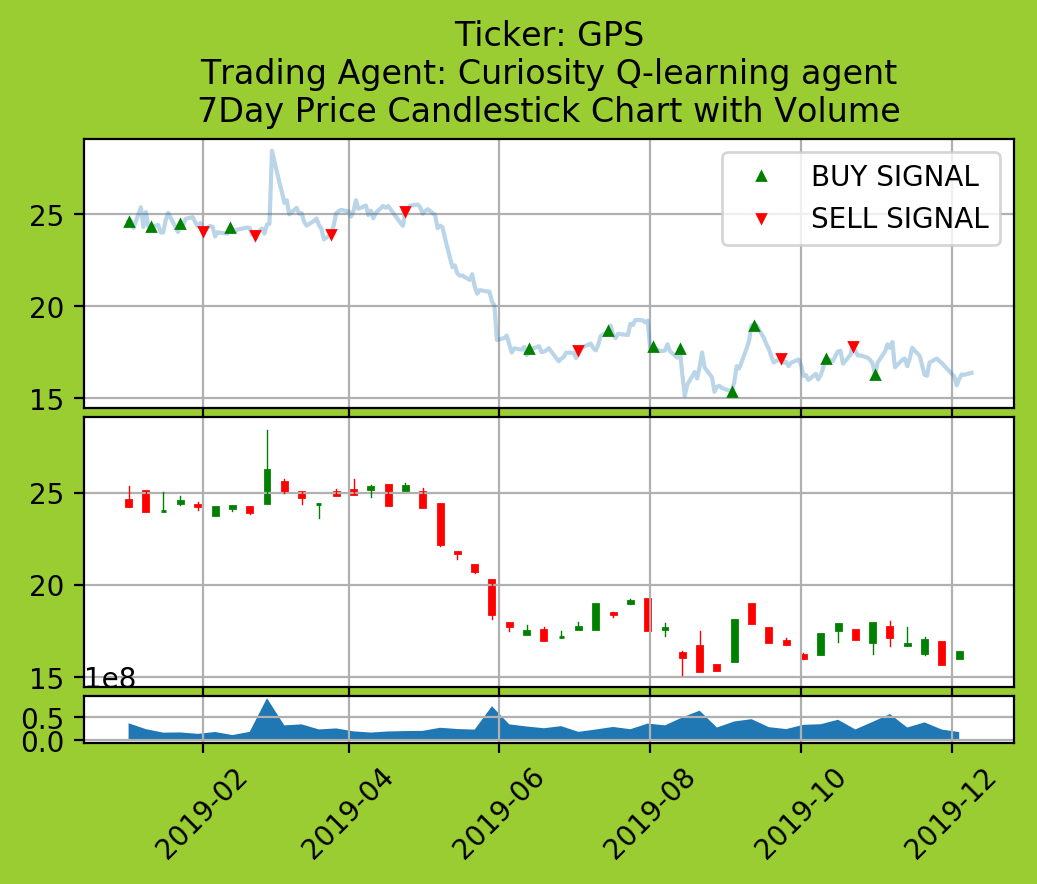 Ticker: GPS
Trading Agent: Curiosity Q-learning agent
7Day Price Candlestick Chart with Volume
25
20
15
BUY SIGNAL
SELL SIGNAL
25
20
15
1e8
0.5
0.0
2019-02
2019-04
2019-06
2019-08
2019-10
2019-12